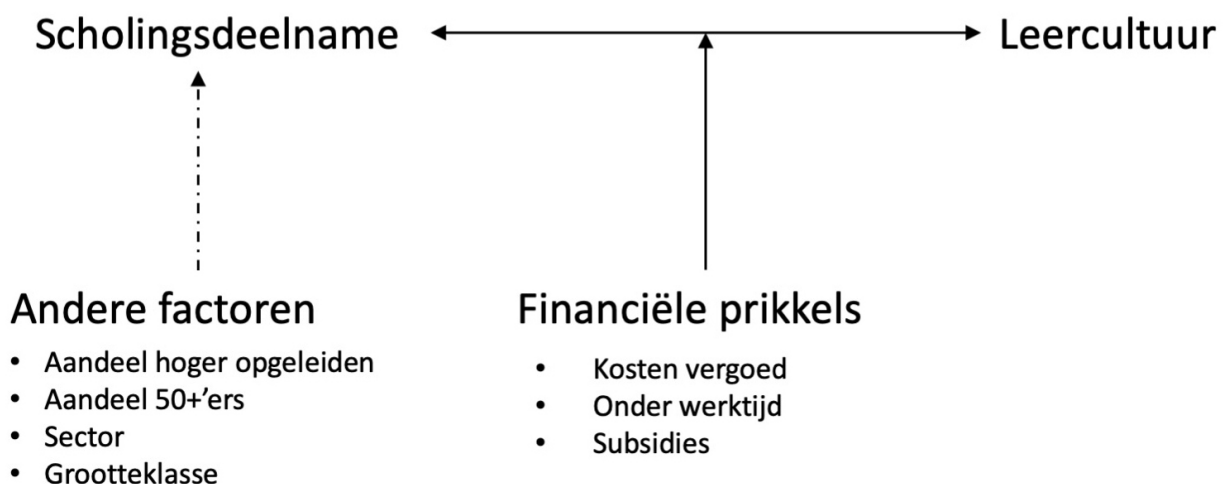 Scholingsdeelname
Leercultuur
Andere factoren
• Aandeel hoger opgeleiden
• Aandeel 50+'ers
• Sector
• Grootteklasse
Financiële prikkels
• Kosten vergoed
• Onder werktijd
• Subsidies